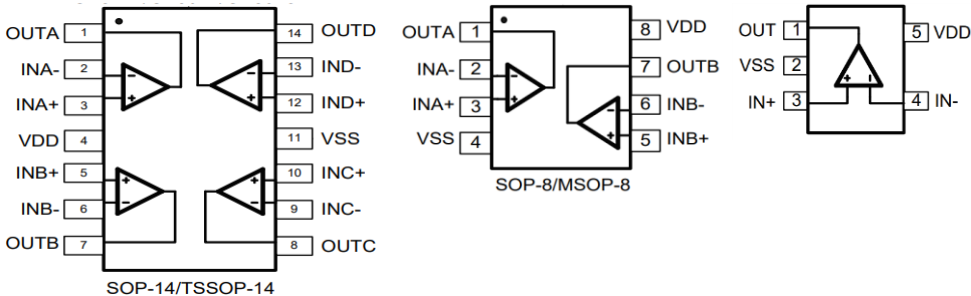 OUTA 1 14 OUTD
INA- 2 13 IND-
INA+ 3 12 IND+
VDD 4 11 VSS
INB+ 5 10 INC+
INB- 6 9 INC-
OUTB 7 8 OUTC
SOP-14/TSSOP-14
OUTA 1 8 VDD
INA- 2 7 OUTB
INA+ 3 6 INB-
VSS 4 5 INB+
SOP-8/MSOP-8
OUT 1 5 VDD
VSS 2
IN+ 3 4 IN-